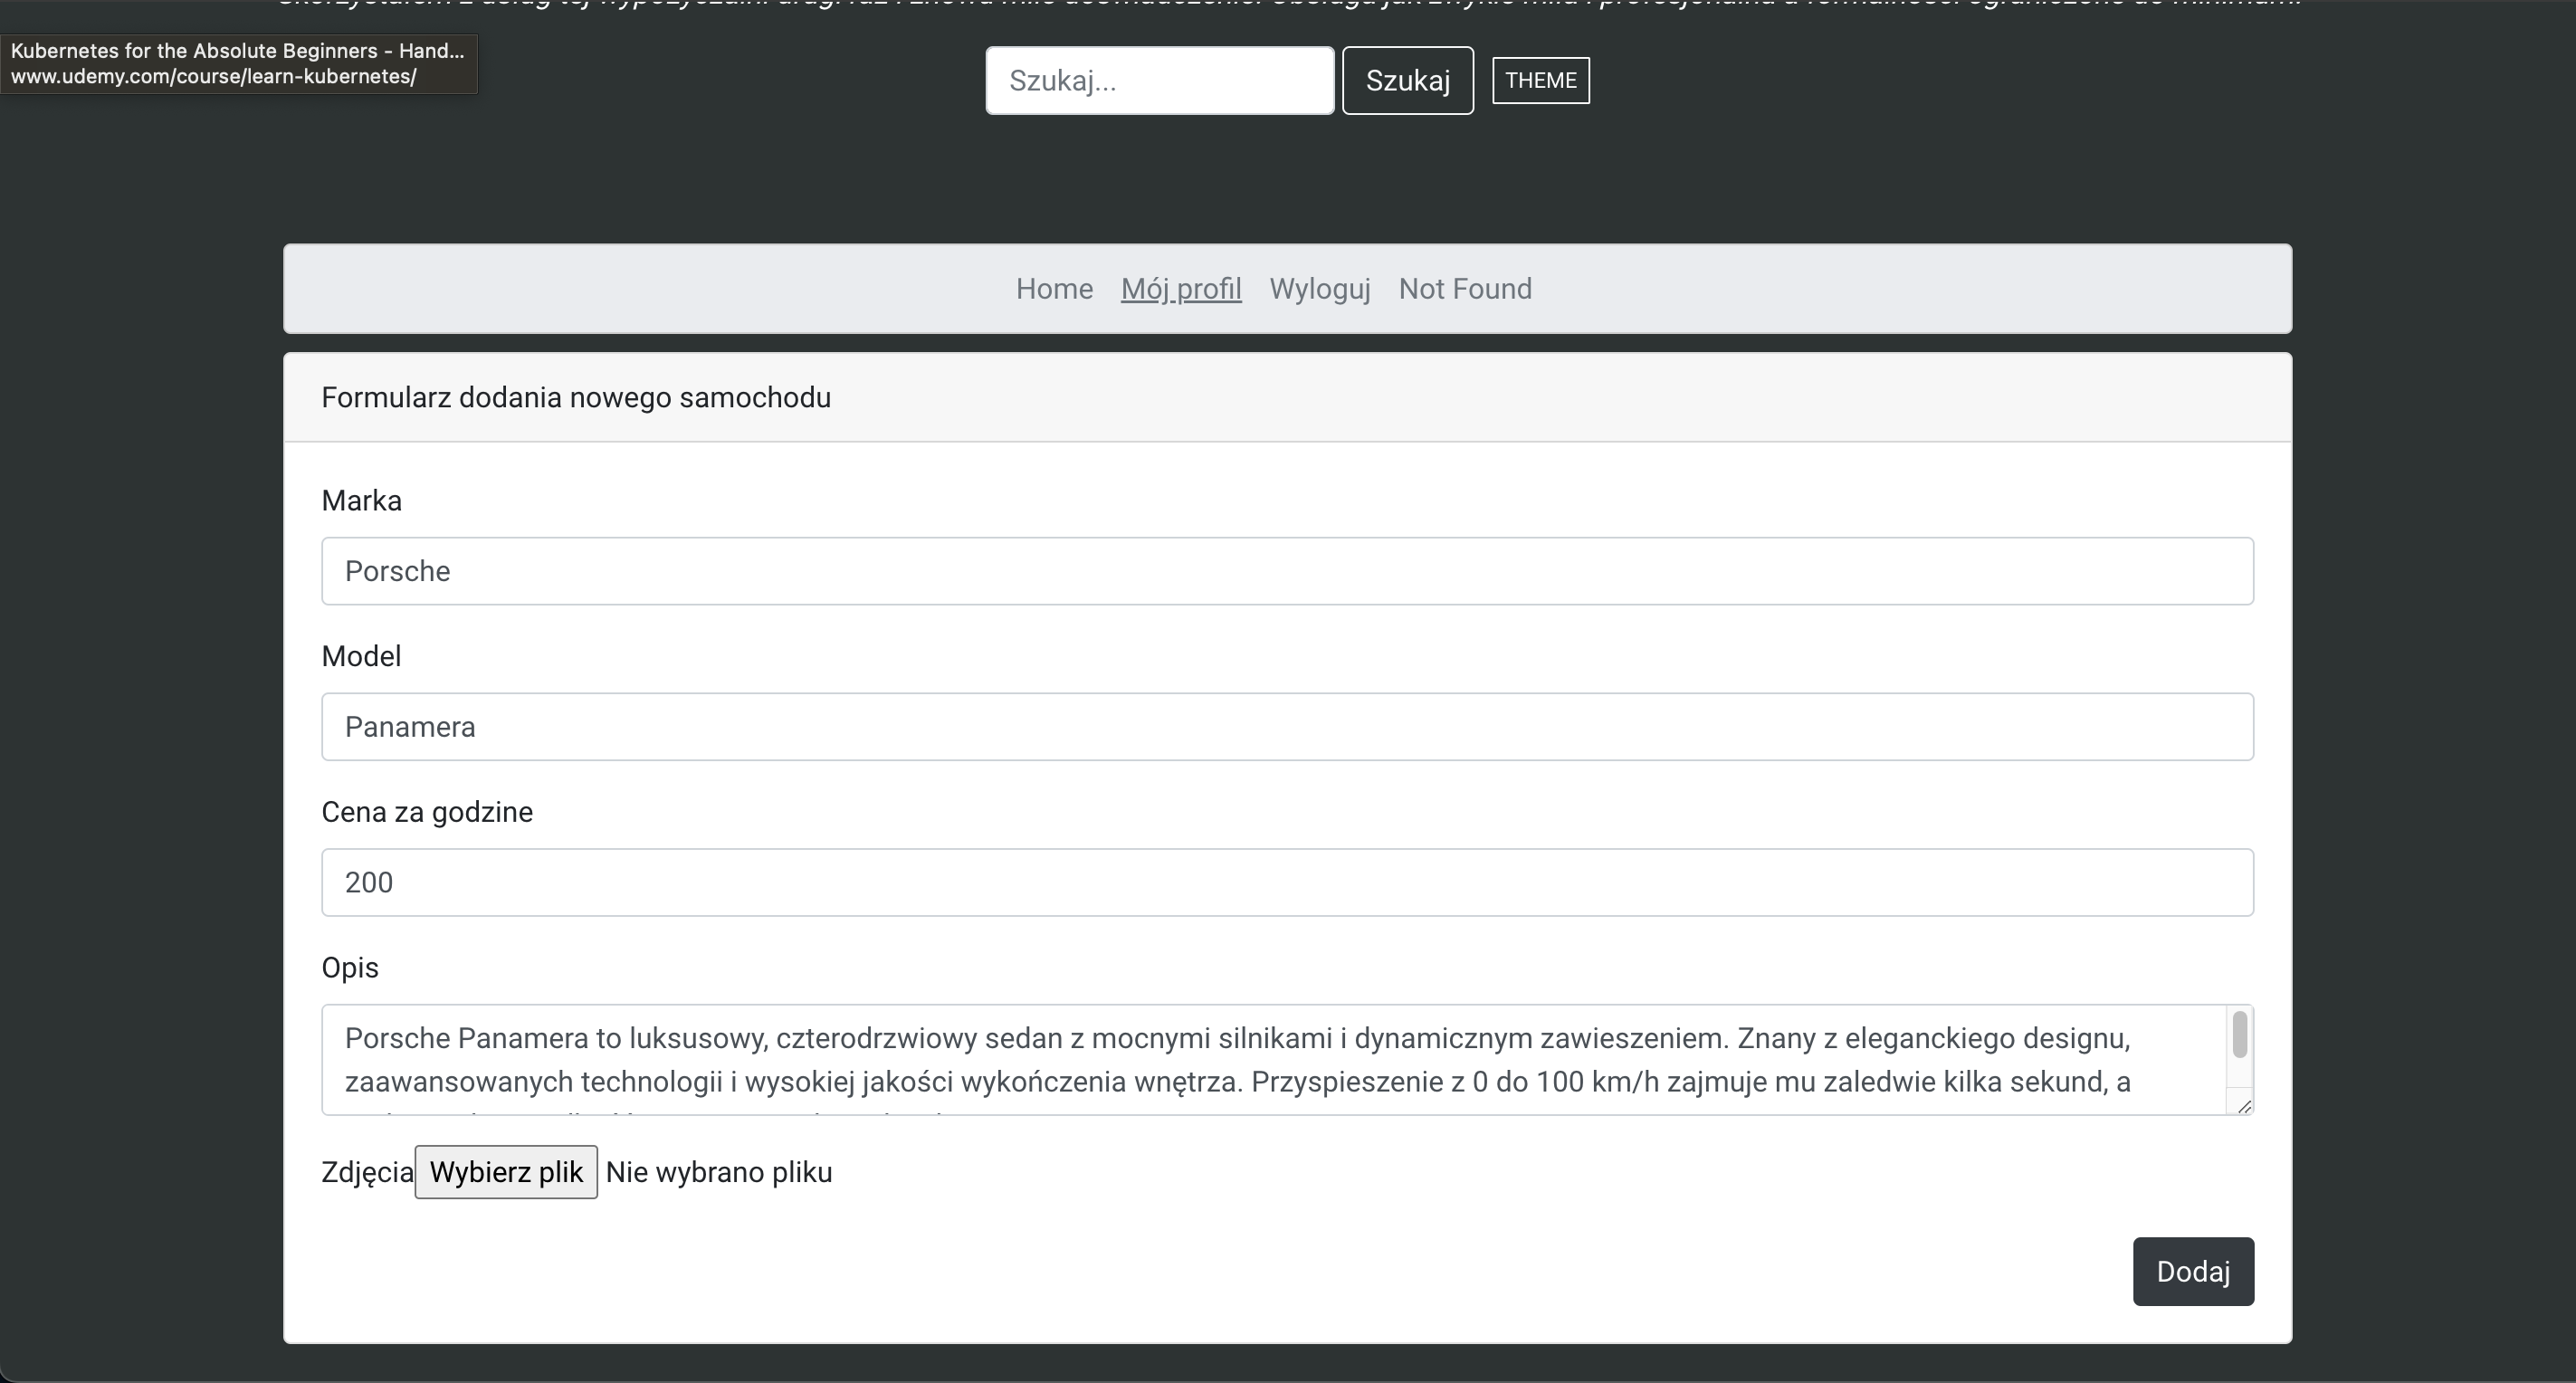 Kubernetes for the Absolute Beginners - Hand...
www.udemy.com/course/learn-kubernetes/
Szukaj...
Szukaj
THEME
Home Mój profil Wyloguj Not Found
Formularz dodania nowego samochodu
Marka
Porsche
Model
Panamera
Cena za godzine
200
Opis
Porsche Panamera to luksusowy, czterodrzwiowy sedan z mocnymi silnikami i dynamicznym zawieszeniem. Znany z eleganckiego designu,
zaawansowanych technologii i wysokiej jakości wykończenia wnętrza. Przyspieszenie z 0 do 100 km/h zajmuje mu zaledwie kilka sekund, a
Zdjęcia Wybierz plik Nie wybrano pliku
Dodaj